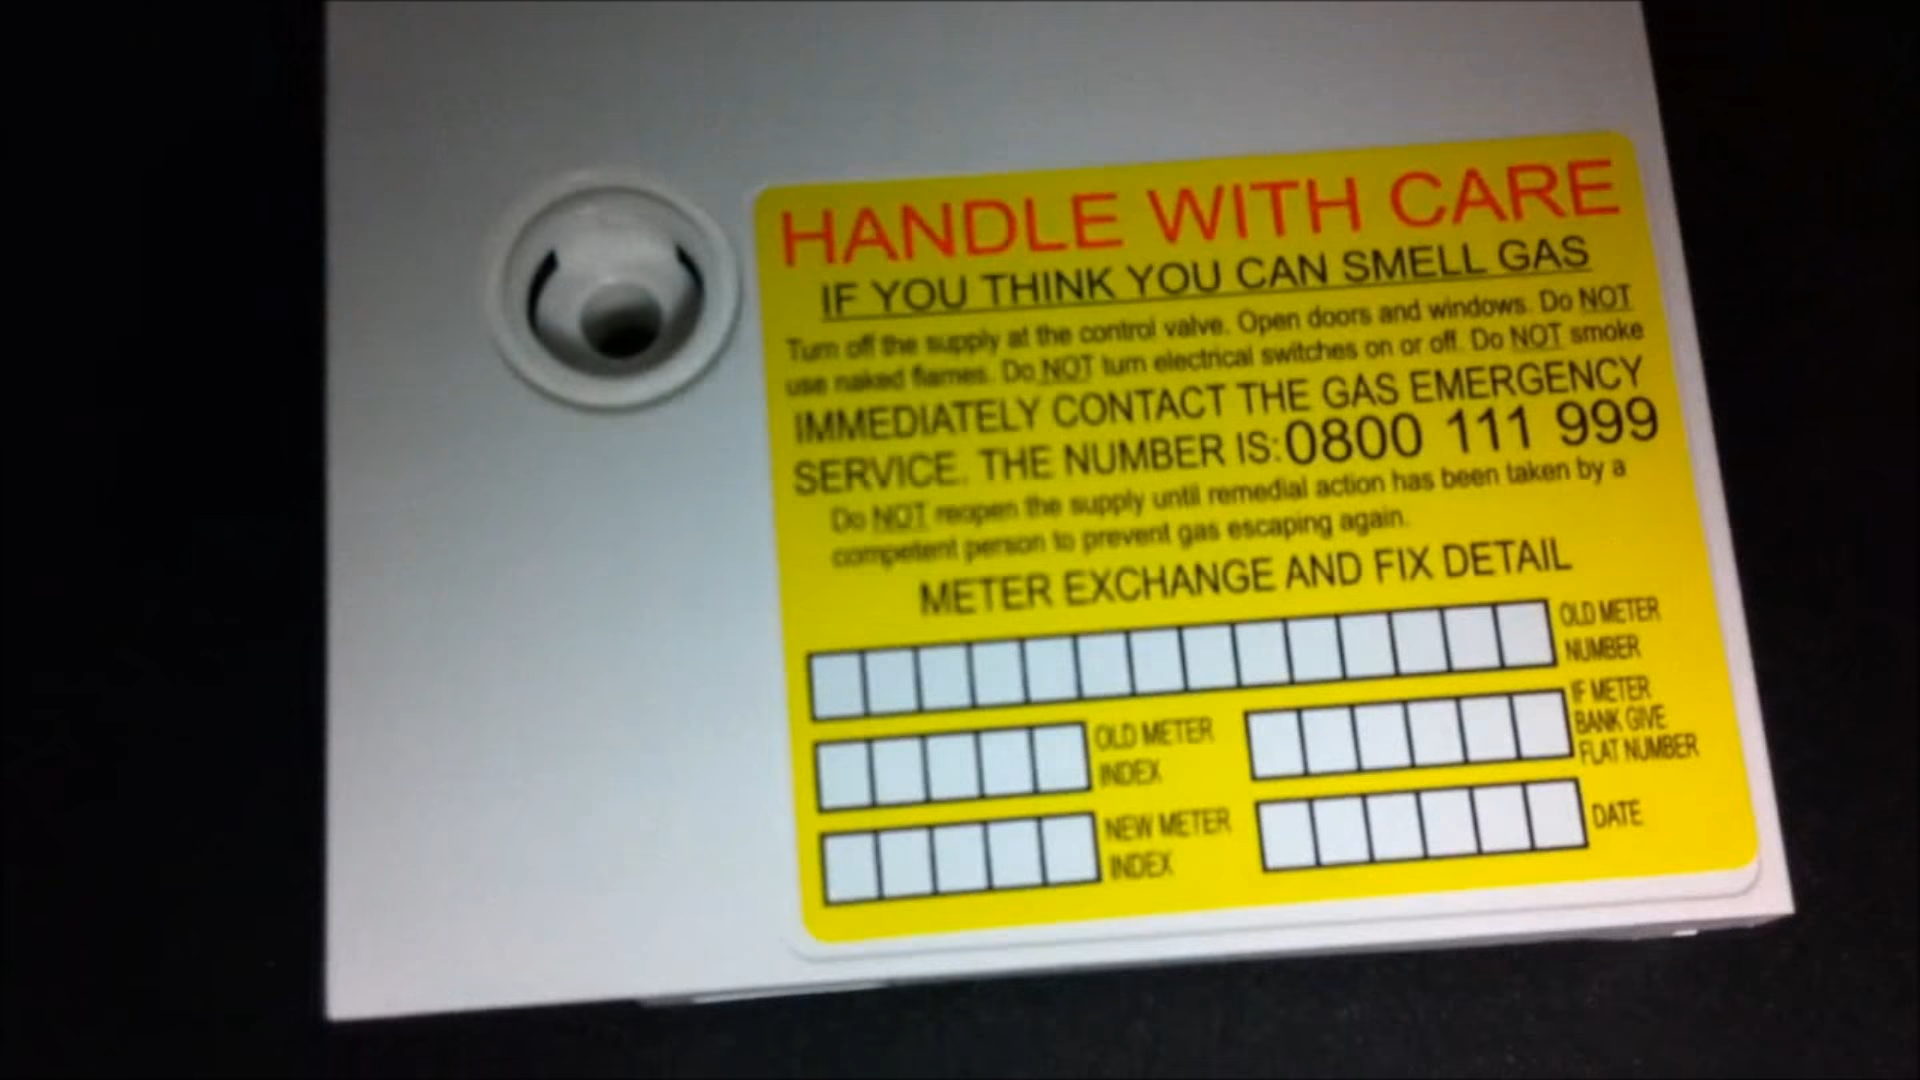 HANDLE WITH CARE
IF YOU THINK YOU CAN SMELL GAS
Turn off the supply at the control valve. Open doors and windows. Do NOT
use naked flames. Do NOT turn electrical switches on or off. Do NOT smoke
IMMEDIATELY CONTACT THE GAS EMERGENCY
SERVICE. THE NUMBER IS: 0800 111 999
Do NOT reopen the supply until remedial action has been taken by a
competent person to prevent gas escaping again.
METER EXCHANGE AND FIX DETAIL
OLD METER
NUMBER
OLD METER
INDEX
IF METER
BANK GIVE
FLAT NUMBER
NEW METER
INDEX
DATE